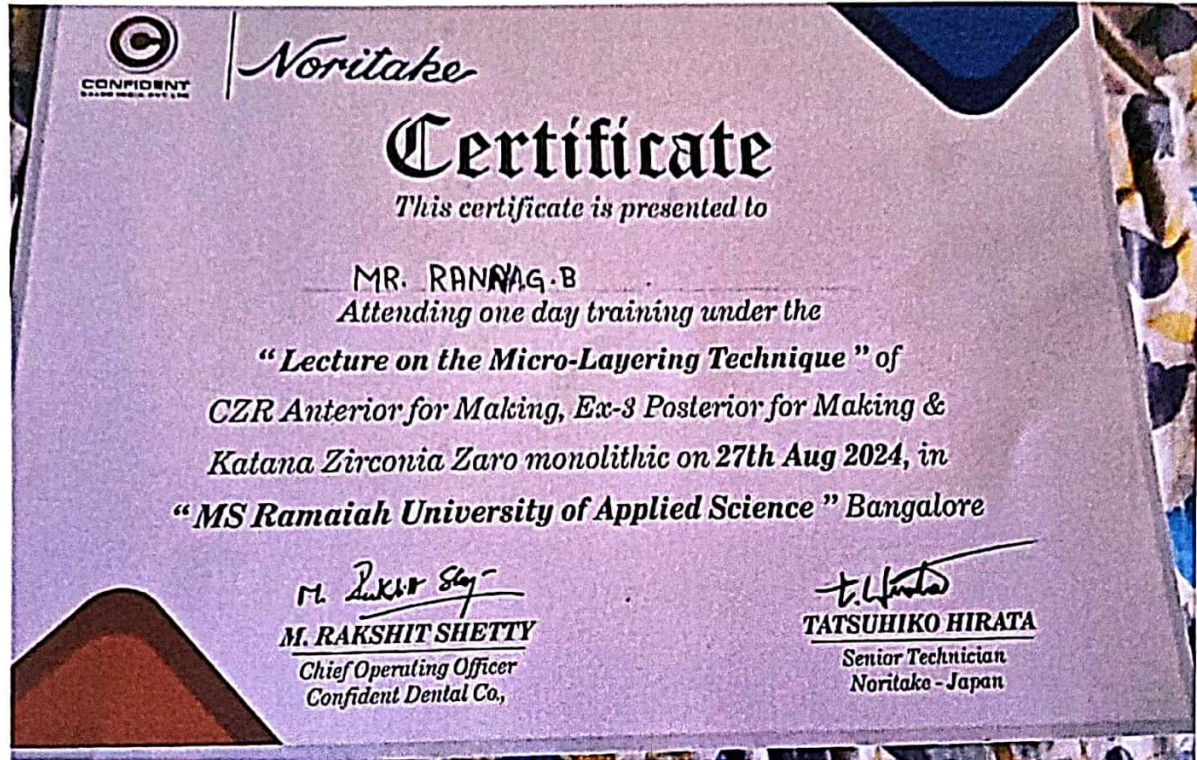 CONFIDENT
Noritake
Certificate
This certificate is presented to
MR. B
Attending one day training under the
“Lecture on the Micro-Layering Technique” of
CZR Anterior for Making, Ex-3 Posterior for Making &
Katana Zirconia Zaro monolithic on 27th Aug 2024, in
“MS Ramaiah University of Applied Science” Bangalore
M. RAKSHIT SHETTY
Chief Operating Officer
Confident Dental Co.,
TATSUHIKO HIRATA
Senior Technician
Noritake - Japan